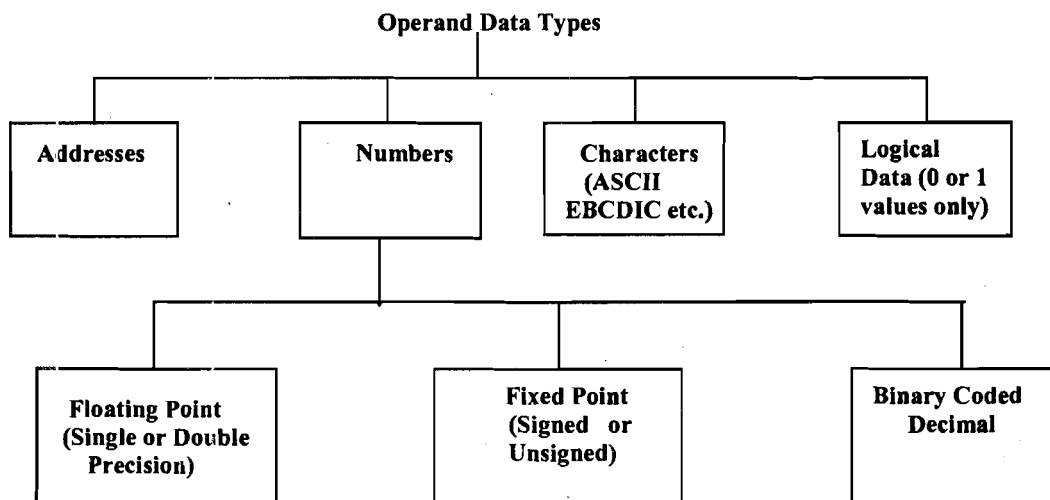 Operand Data Types
Addresses
Numbers
Characters
(ASCII
EBCDIC etc.)
Logical
Data (0 or 1
values only)
Floating Point
(Single or Double
Precision)
Fixed Point
(Signed or
Unsigned)
Binary Coded
Decimal